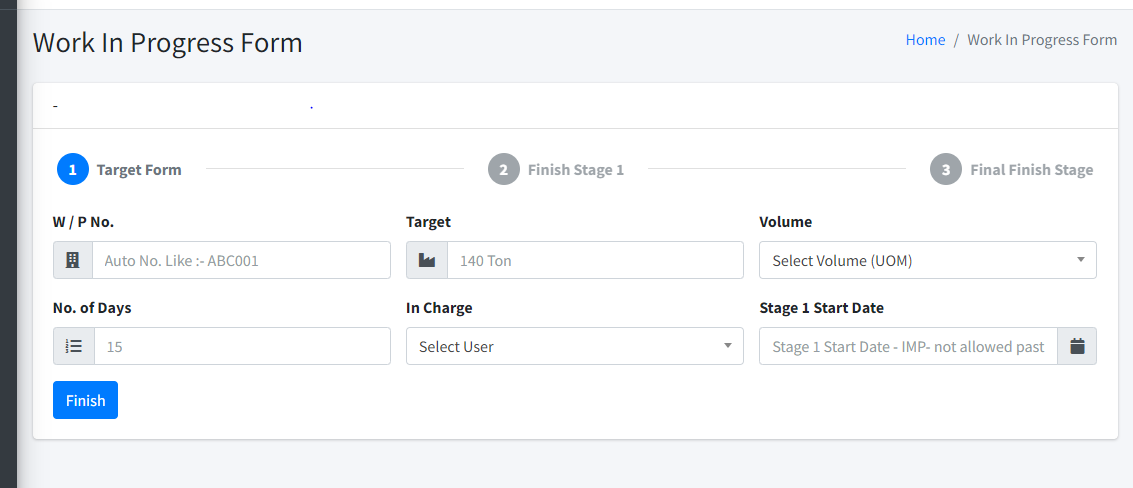 Work In Progress Form
Home / Work In Progress Form
- .
1 Target Form 2 Finish Stage 1 3 Final Finish Stage
W / P No. Target Volume
Auto No. Like :- ABC001 140 Ton Select Volume (UOM)
No. of Days In Charge Stage 1 Start Date
15 Select User Stage 1 Start Date - IMP- not allowed past
Finish